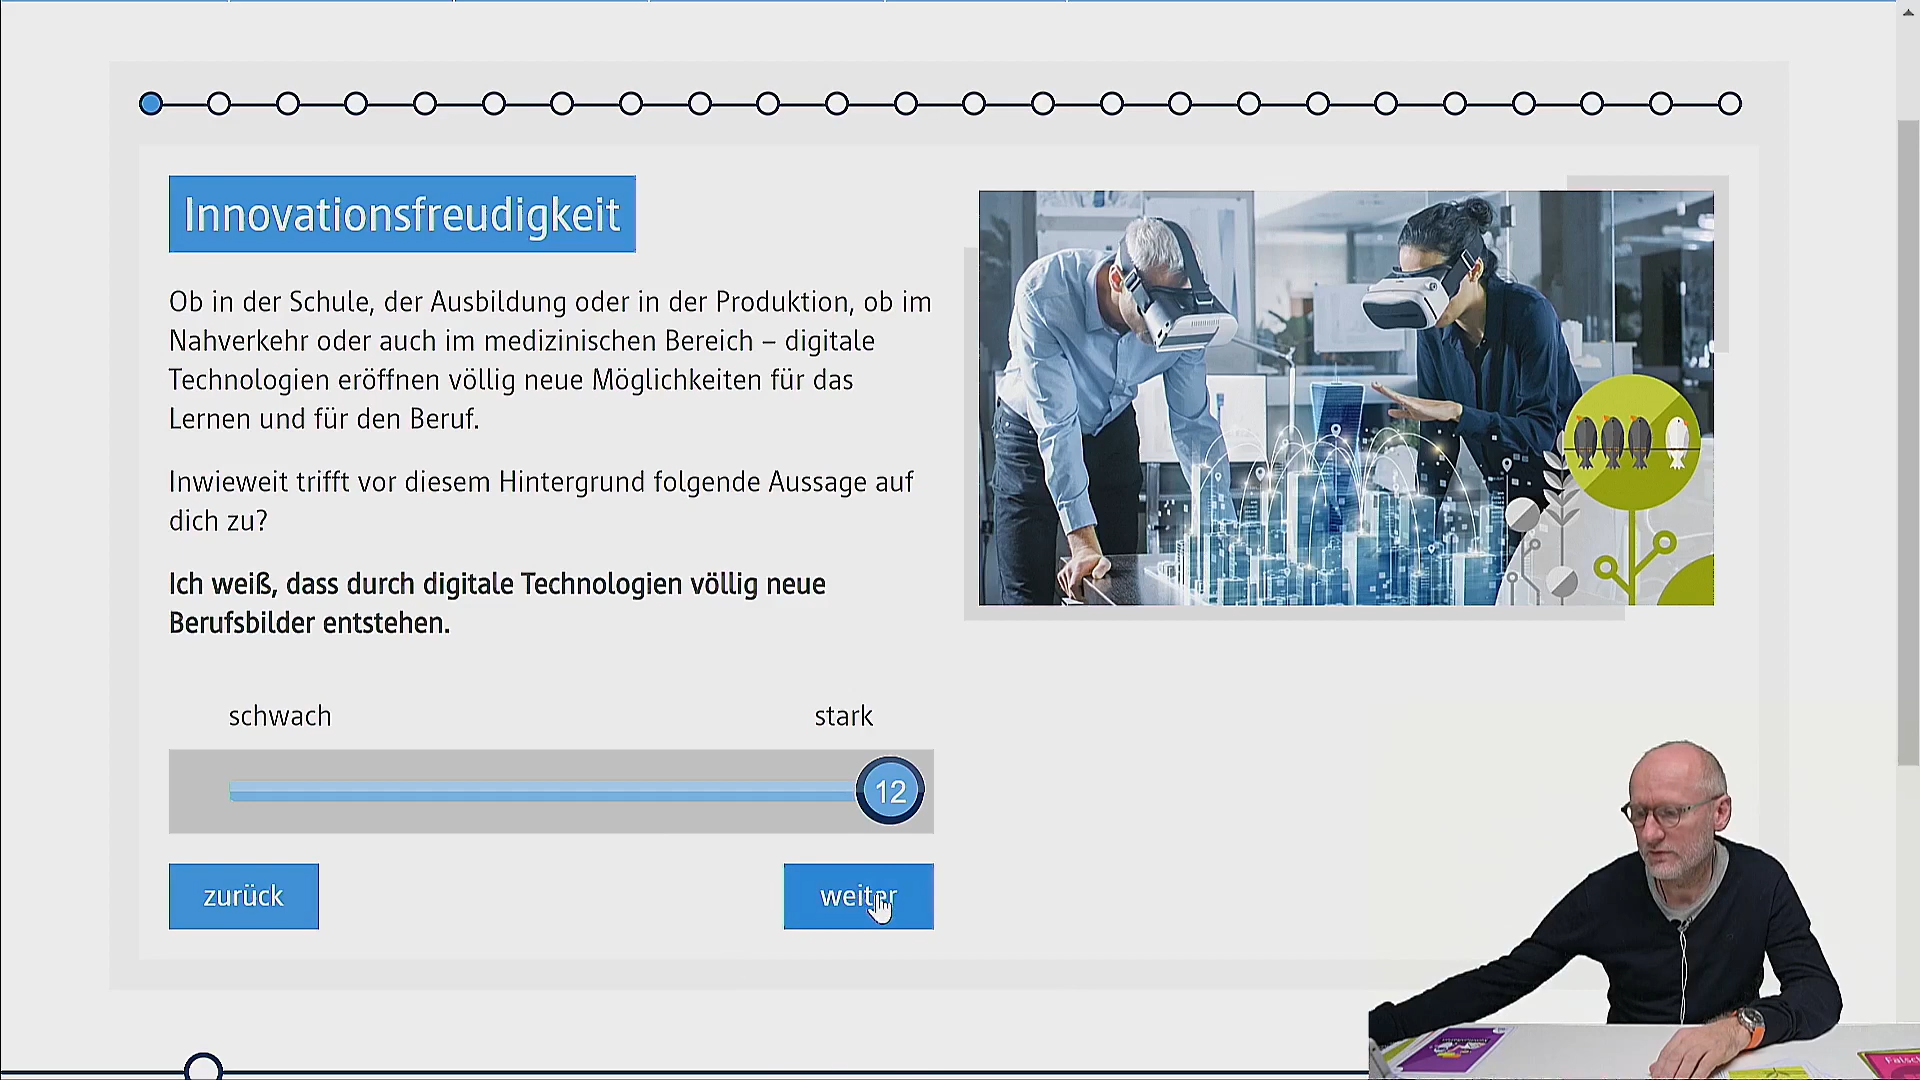 Innovationsfreudigkeit
Ob in der Schule, der Ausbildung oder in der Produktion, ob im
Nahverkehr oder auch im medizinischen Bereich – digitale
Technologien eröffnen völlig neue Möglichkeiten für das
Lernen und für den Beruf.
Inwieweit trifft vor diesem Hintergrund folgende Aussage auf
dich zu?
Ich weiß, dass durch digitale Technologien völlig neue
Berufsbilder entstehen.
schwach
stark
12
zurück
weiter